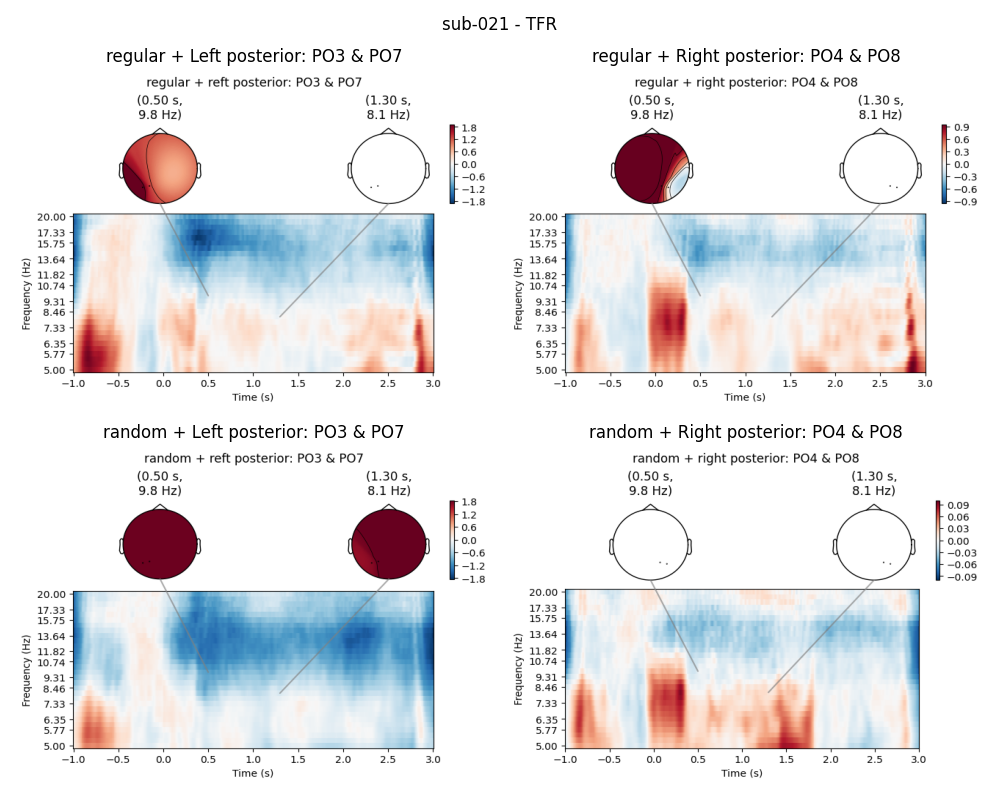 sub-021 - TFR
regular + Left posterior: PO3 & PO7
regular + reft posterior: PO3 & PO7
(0.50 s,
9.8 Hz)
(1.30 s,
8.1 Hz)
1.8
1.2
0.6
0.0
−0.6
−1.2
−1.8
20.00
17.33
15.75
13.64
11.82
10.74
9.31
8.46
7.33
6.35
5.77
5.00
Frequency (Hz)
−1.0 −0.5 0.0 0.5 1.0 1.5 2.0 2.5 3.0
Time (s)
regular + Right posterior: PO4 & PO8
regular + right posterior: PO4 & PO8
(0.50 s,
9.8 Hz)
(1.30 s,
8.1 Hz)
0.9
0.6
0.3
0.0
−0.3
−0.6
−0.9
20.00
17.33
15.75
13.64
11.82
10.74
9.31
8.46
7.33
6.35
5.77
5.00
Frequency (Hz)
−1.0 −0.5 0.0 0.5 1.0 1.5 2.0 2.5 3.0
Time (s)
random + Left posterior: PO3 & PO7
random + reft posterior: PO3 & PO7
(0.50 s,
9.8 Hz)
(1.30 s,
8.1 Hz)
1.8
1.2
0.6
0.0
−0.6
−1.2
−1.8
20.00
17.33
15.75
13.64
11.82
10.74
9.31
8.46
7.33
6.35
5.77
5.00
Frequency (Hz)
−1.0 −0.5 0.0 0.5 1.0 1.5 2.0 2.5 3.0
Time (s)
random + Right posterior: PO4 & PO8
random + right posterior: PO4 & PO8
(0.50 s,
9.8 Hz)
(1.30 s,
8.1 Hz)
0.09
0.06
0.03
0.00
−0.03
−0.06
−0.09
20.00
17.33
15.75
13.64
11.82
10.74
9.31
8.46
7.33
6.35
5.77
5.00
Frequency (Hz)
−1.0 −0.5 0.0 0.5 1.0 1.5 2.0 2.5 3.0
Time (s)